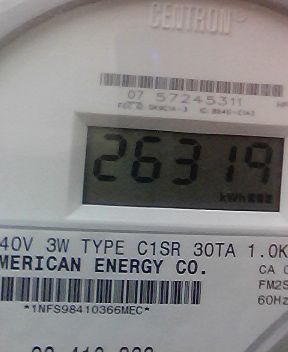 CENTRON®
07 57245311
26319
kWh
40V 3W TYPE C1SR 30TA 1.0K
MERICAN ENERGY CO.
CA 0
FM2S
60Hz
*1NFS98410366MEC*